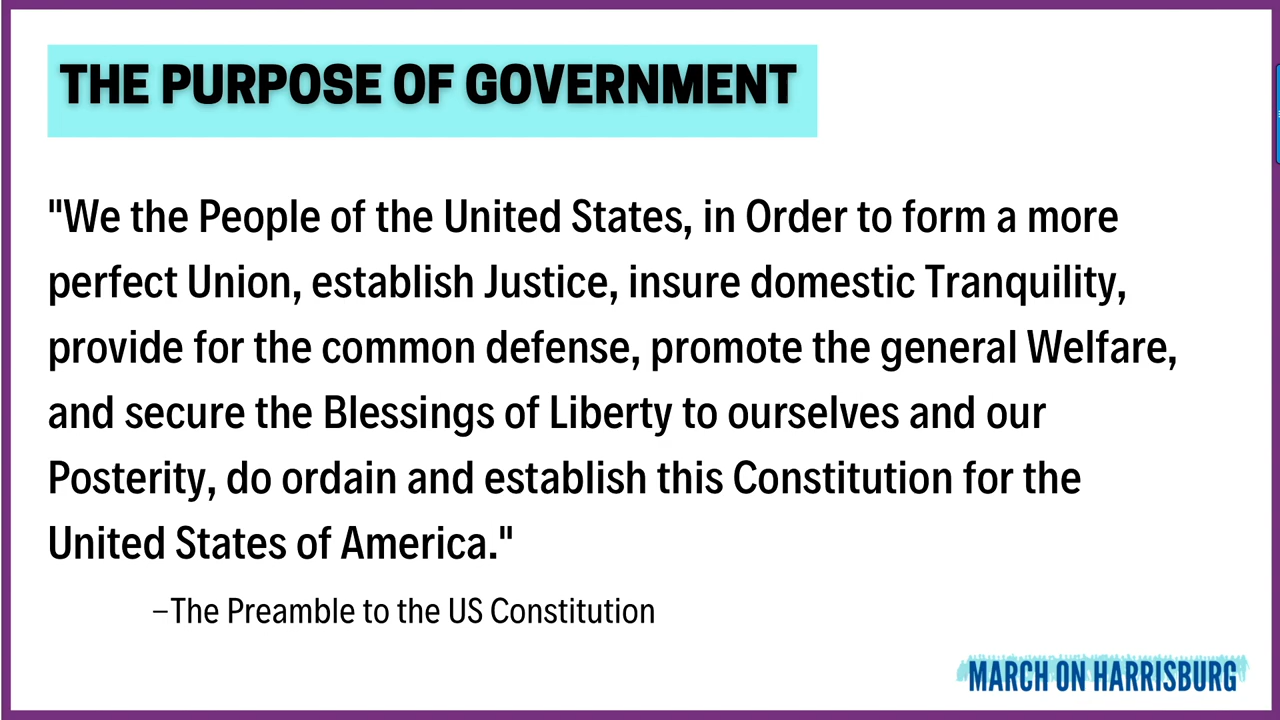 THE PURPOSE OF GOVERNMENT
"We the People of the United States, in Order to form a more
perfect Union, establish Justice, insure domestic Tranquility,
provide for the common defense, promote the general Welfare,
and secure the Blessings of Liberty to ourselves and our
Posterity, do ordain and establish this Constitution for the
United States of America."
–The Preamble to the US Constitution
MARCH ON HARRISBURG